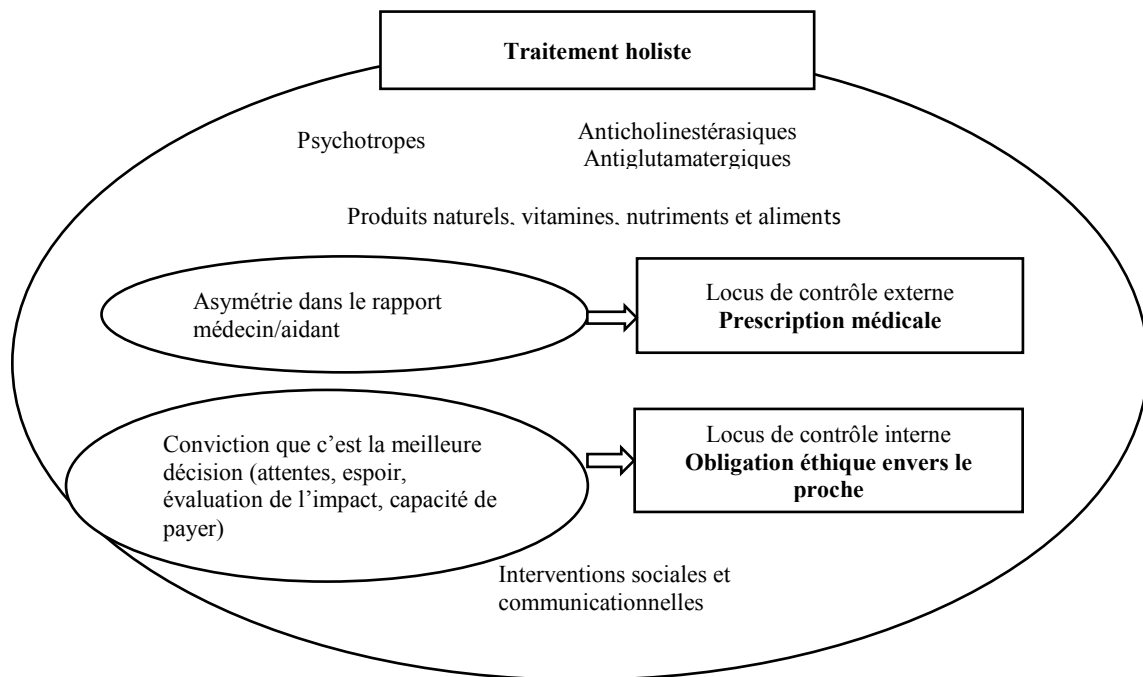 Traitement holiste
Psychotropes
Anticholinestérasiques
Antiglutamatergiques
Produits naturels, vitamines, nutriments et aliments
Asymétrie dans le rapport
médecin/aidant
Locus de contrôle externe
Prescription médicale
Conviction que c’est la meilleure
décision (attentes, espoir,
évaluation de l’impact, capacité de
payer)
Locus de contrôle interne
Obligation éthique envers le
proche
Interventions sociales et
communicationnelles